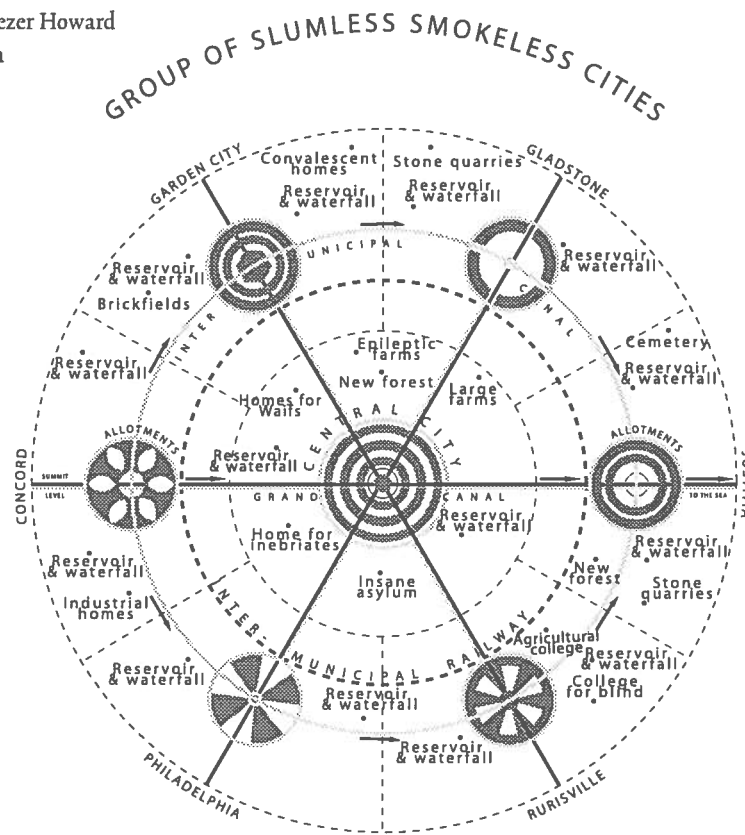 ezer Howard
GROUP OF SLUMLESS SMOKELESS CITIES
GARDEN CITY
GLADSTONE
Convalescent
homes
Stone quarries
Reservoir
& waterfall
Reservoir
& waterfall
INTER MUNICIPAL CANAL
Reservoir
& waterfall
Reservoir
& waterfall
Brickfields
Cemetery
Epileptic
farms
Reservoir
& waterfall
New forest
Reservoir
& waterfall
Homes for
Waifs
Large
farms
CENTRAL CITY
ALLOTMENTS
ALLOTMENTS
Reservoir
& waterfall
CONCORD
SUMMIT
LEVEL
GRAND CANAL
TO THE SEA
Home for
inebriates
Reservoir
& waterfall
Reservoir
& waterfall
Reservoir
& waterfall
New
forest
Insane
asylum
Stone
quarries
Industrial
homes
INTER MUNICIPAL RAILWAY
Agricultural
college
Reservoir
& waterfall
Reservoir
& waterfall
College
for blind
Reservoir
& waterfall
Reservoir
& waterfall
PHILADELPHIA
RURISVILLE